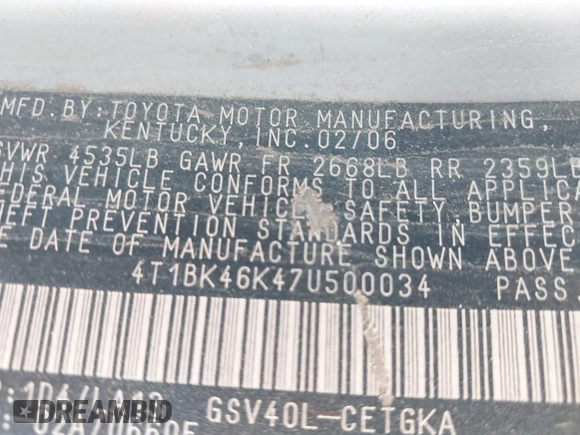 MFD.BY:TOYOTA MOTOR MANUFACTURING,
KENTUCKY, INC. 02/06
GVWR 4535LB GAWR FR 2668LB RR 2359LB
THIS VEHICLE CONFORMS TO ALL APPLICA
FEDERAL MOTOR VEHICLE SAFETY, BUMPER
THEFT PREVENTION STANDARDS IN EFFEC
E DATE OF MANUFACTURE SHOWN ABOVE
4T1BK46K47U500034 PASS
GSV40L-CETGKA
DEALER BIDCARS